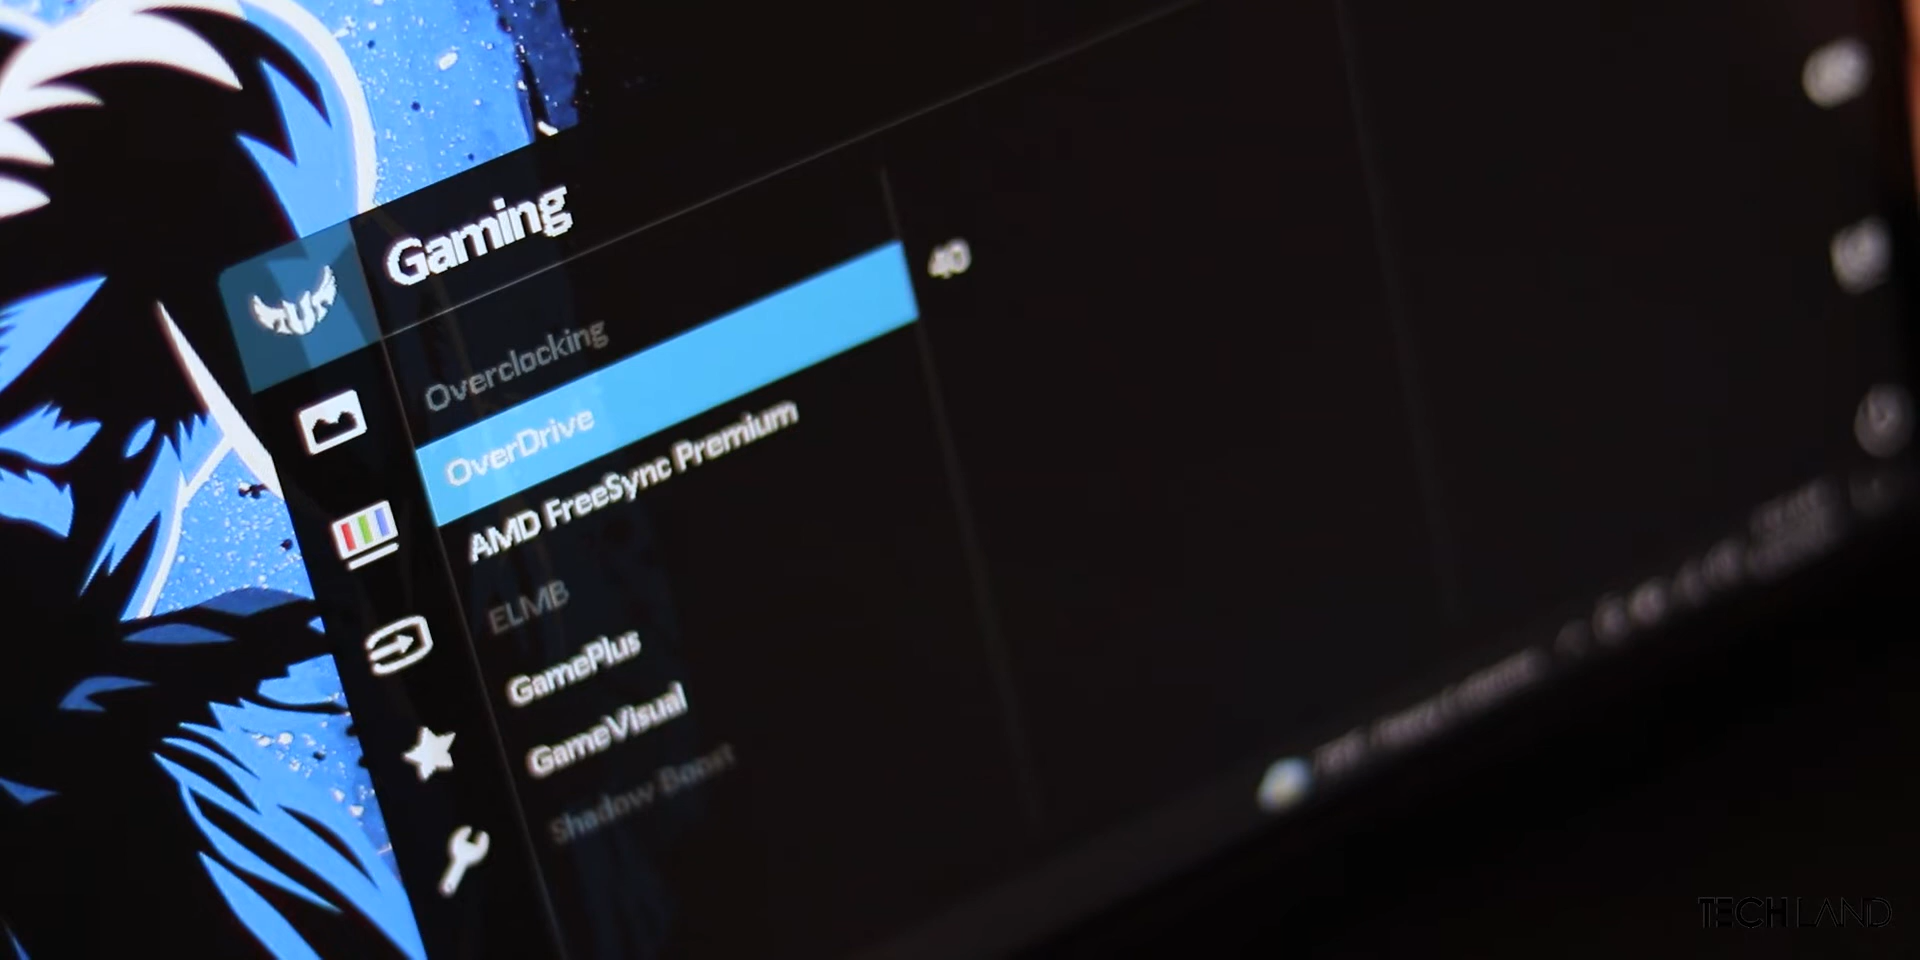 Gaming
Overclocking
OverDrive
40
AMD FreeSync Premium
ELMB
GamePlus
GameVisual
Shadow Boost
TECHLAND